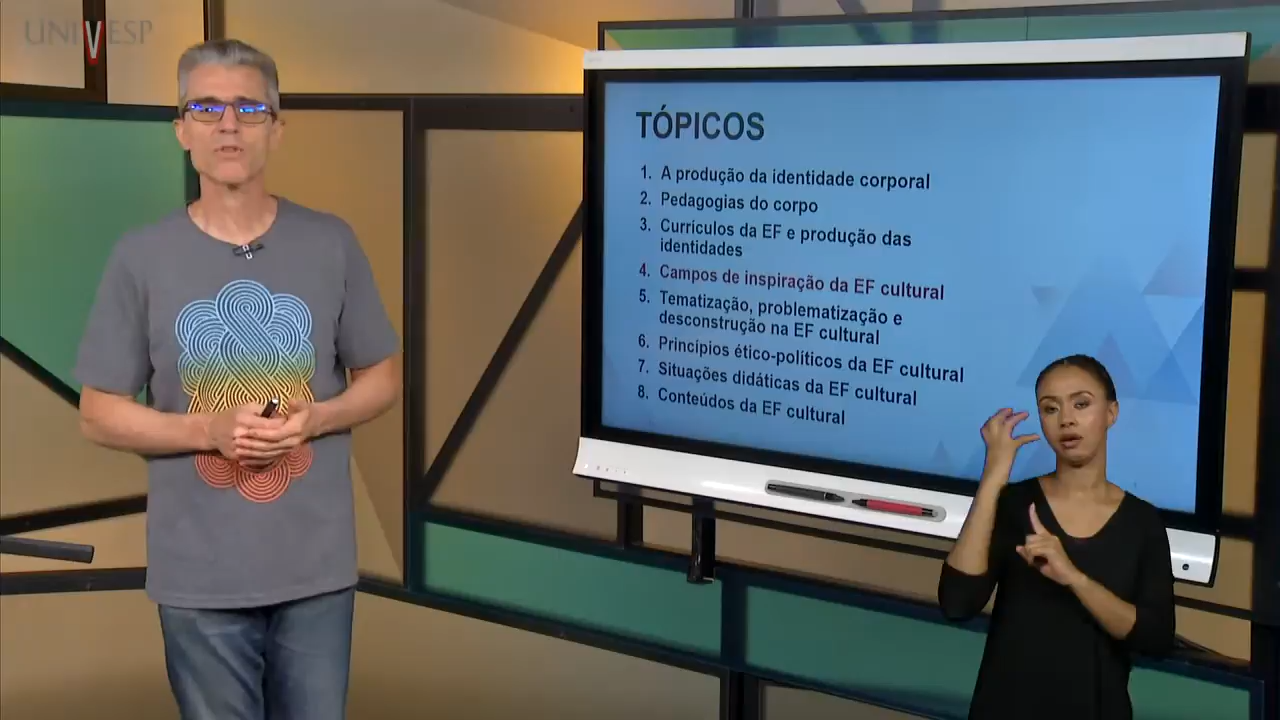 UNIVESP
TÓPICOS
1. A produção da identidade corporal
2. Pedagogias do corpo
3. Currículos da EF e produção das
identidades
4. Campos de inspiração da EF cultural
5. Tematização, problematização e
desconstrução na EF cultural
6. Princípios ético-políticos da EF cultural
7. Situações didáticas da EF cultural
8. Conteúdos da EF cultural